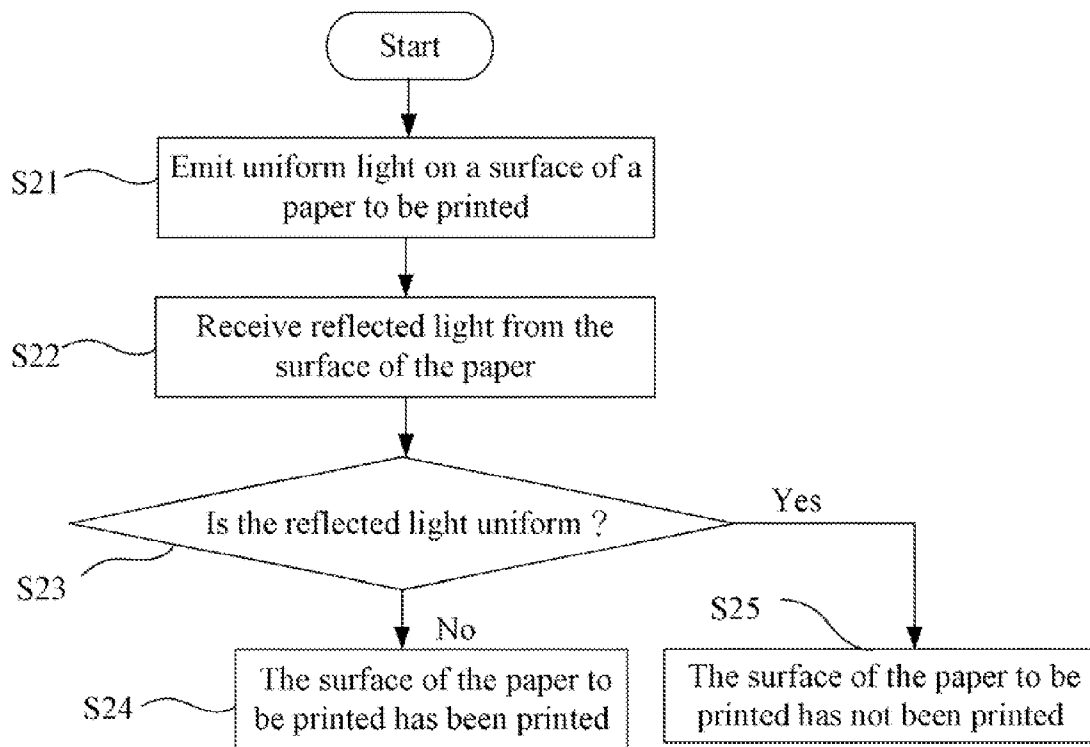 Start
S21
Emit uniform light on a surface of a
paper to be printed
S22
Receive reflected light from the
surface of the paper
Is the reflected light uniform ?
Yes
S23
No
S25
S24
The surface of the paper to
be printed has been printed
The surface of the paper to be
printed has not been printed